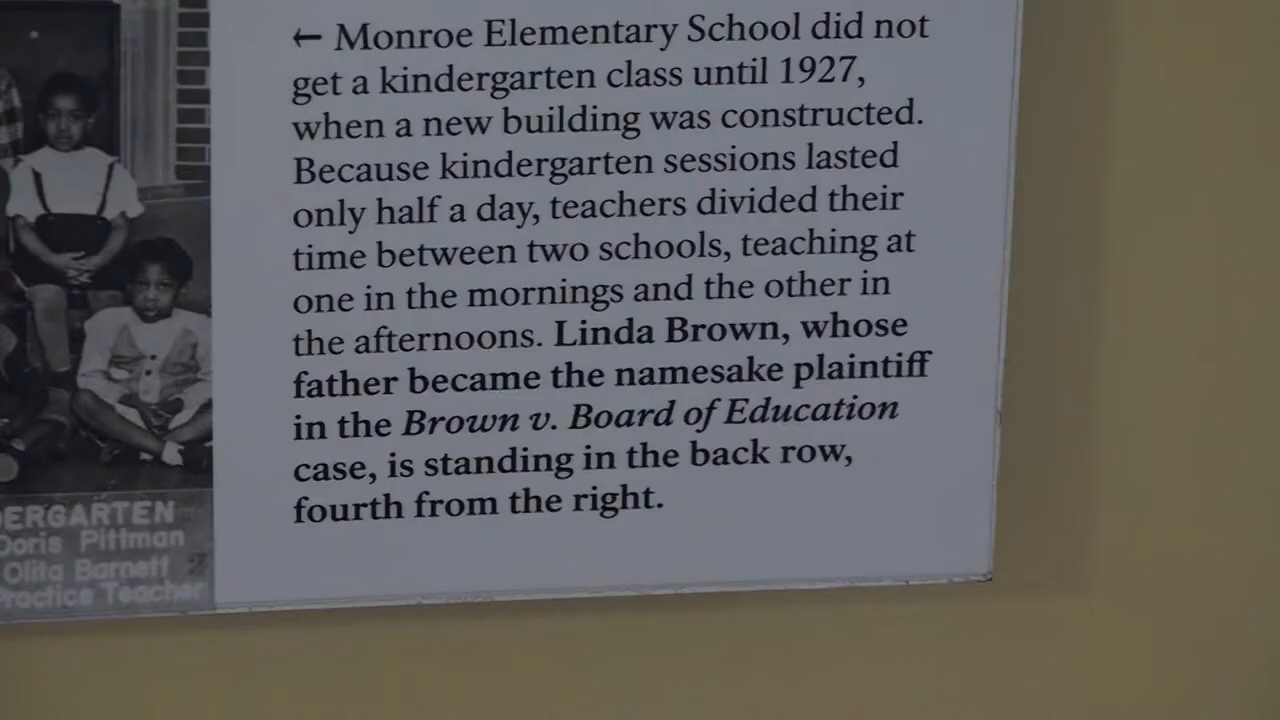 ← Monroe Elementary School did not
get a kindergarten class until 1927,
when a new building was constructed.
Because kindergarten sessions lasted
only half a day, teachers divided their
time between two schools, teaching at
one in the mornings and the other in
the afternoons. Linda Brown, whose
father became the namesake plaintiff
in the Brown v. Board of Education
case, is standing in the back row,
fourth from the right.
ERGARTEN
Doris Pittman
Olita Barnett
Practice Teacher